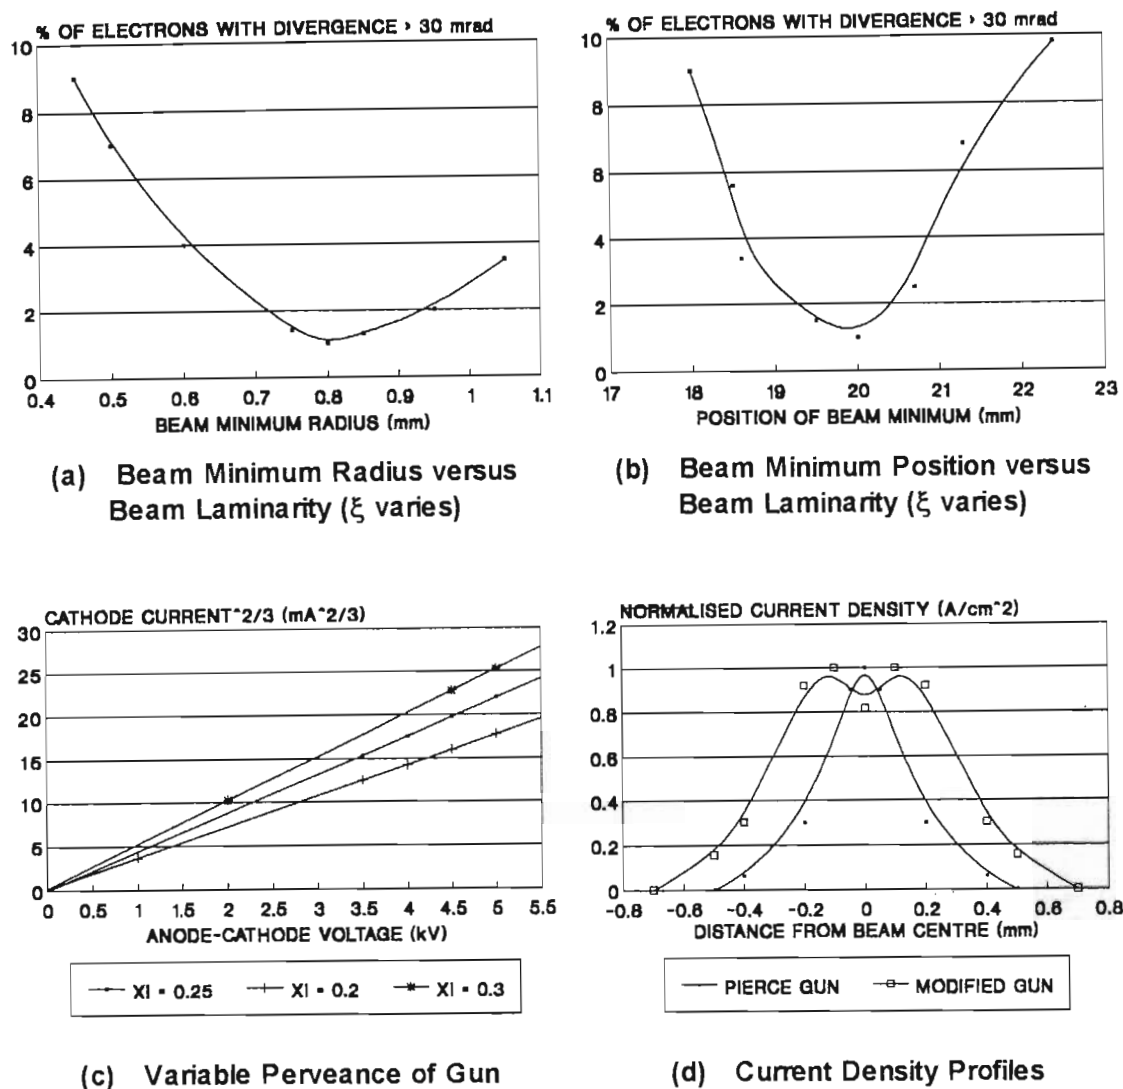 % OF ELECTRONS WITH DIVERGENCE > 30 mrad
10
8
6
4
2
0
0.4 0.5 0.6 0.7 0.8 0.9 1 1.1
BEAM MINIMUM RADIUS (mm)
(a) Beam Minimum Radius versus
Beam Laminarity (ξ varies)
% OF ELECTRONS WITH DIVERGENCE > 30 mrad
10
8
6
4
2
0
17 18 19 20 21 22 23
POSITION OF BEAM MINIMUM (mm)
(b) Beam Minimum Position versus
Beam Laminarity (ξ varies)
CATHODE CURRENT^2/3 (mA^2/3)
30
25
20
15
10
5
0
0 0.5 1 1.5 2 2.5 3 3.5 4 4.5 5 5.5
ANODE-CATHODE VOLTAGE (kV)
XI = 0.25 XI = 0.2 XI = 0.3
(c) Variable Perveance of Gun
NORMALISED CURRENT DENSITY (A/cm^2)
1.2
1
0.8
0.6
0.4
0.2
0
-0.8 -0.6 -0.4 -0.2 0 0.2 0.4 0.6 0.8
DISTANCE FROM BEAM CENTRE (mm)
PIERCE GUN MODIFIED GUN
(d) Current Density Profiles